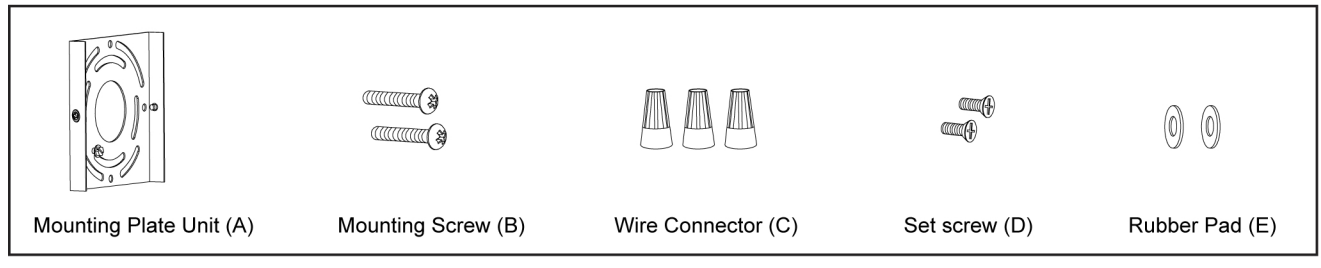 Mounting Plate Unit (A)
Mounting Screw (B)
Wire Connector (C)
Set screw (D)
Rubber Pad (E)